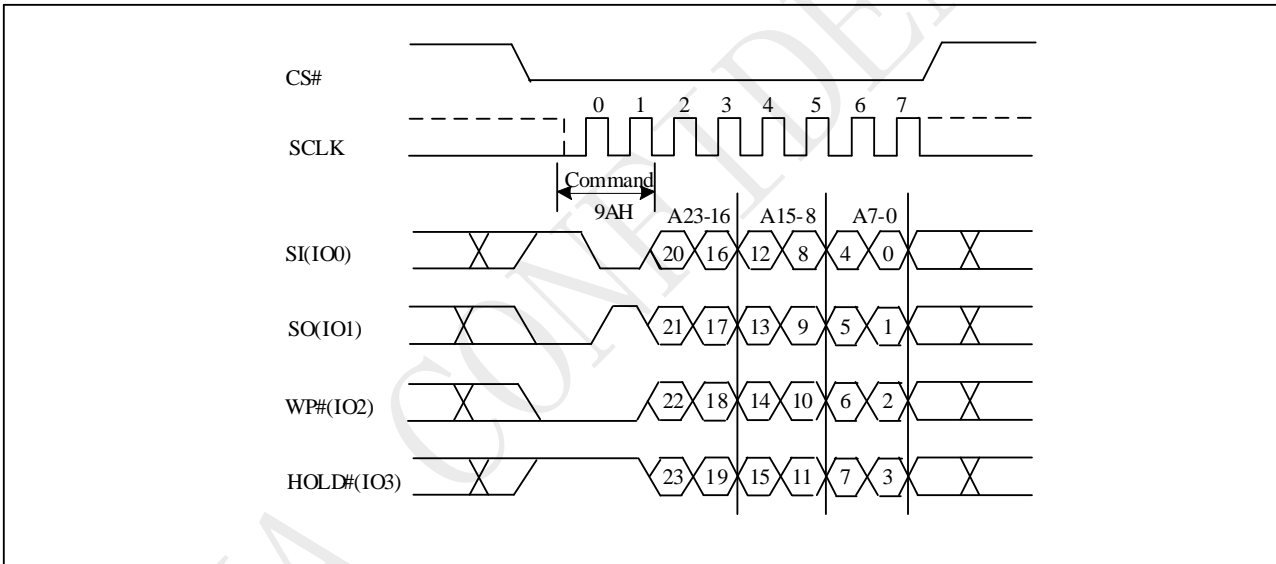 CS#
0 1 2 3 4 5 6 7
SCLK
Command
9AH
A23-16 A15-8 A7-0
SI(IO0) 20 16 12 8 4 0
SO(IO1) 21 17 13 9 5 1
WP#(IO2) 22 18 14 10 6 2
HOLD#(IO3) 23 19 15 11 7 3